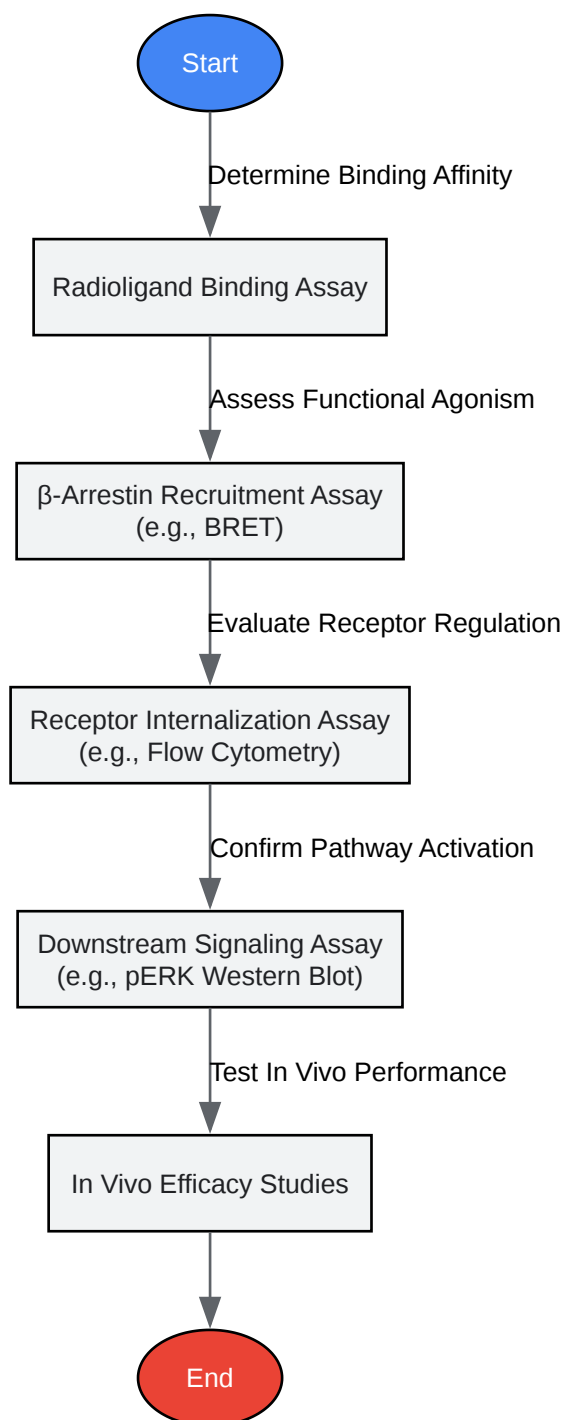 Start
Determine Binding Affinity
Radioligand Binding Assay
Assess Functional Agonism
β-Arrestin Recruitment Assay
(e.g., BRET)
Evaluate Receptor Regulation
Receptor Internalization Assay
(e.g., Flow Cytometry)
Confirm Pathway Activation
Downstream Signaling Assay
(e.g., pERK Western Blot)
Test In Vivo Performance
In Vivo Efficacy Studies
End